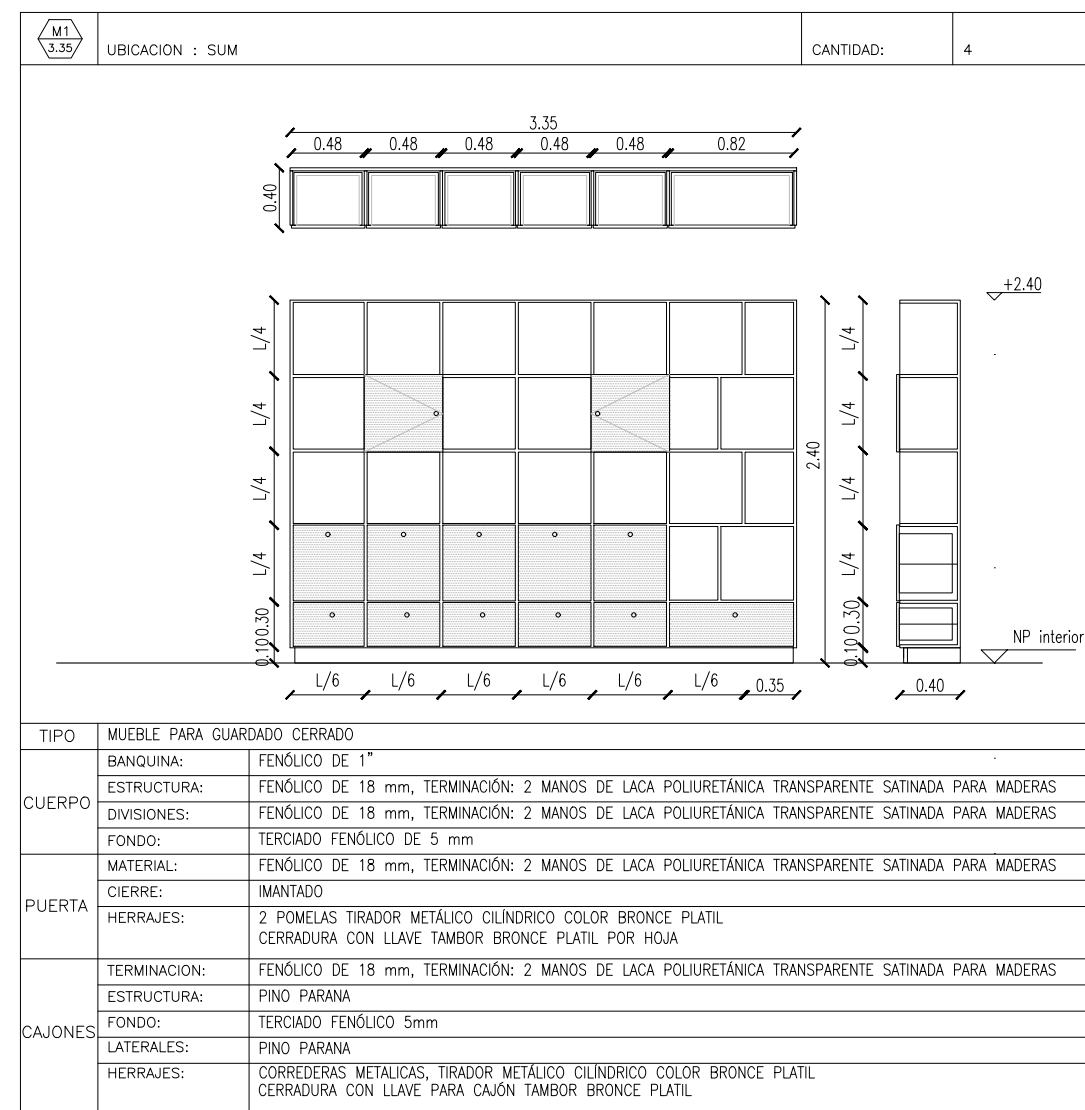 M1
3.35
UBICACION : SUM
CANTIDAD:
4
3.35
0.48
0.48
0.48
0.48
0.48
0.82
0.40
+2.40
L/4
L/4
L/4
L/4
0.30
0.10
2.40
L/4
L/4
L/4
L/4
0.30
0.10
NP interior
L/6
L/6
L/6
L/6
L/6
L/6
0.35
0.40
TIPO
MUEBLE PARA GUARDADO CERRADO
CUERPO
BANQUINA:
FENÓLICO DE 1"
ESTRUCTURA:
FENÓLICO DE 18 mm, TERMINACIÓN: 2 MANOS DE LACA POLIURETÁNICA TRANSPARENTE SATINADA PARA MADERAS
DIVISIONES:
FENÓLICO DE 18 mm, TERMINACIÓN: 2 MANOS DE LACA POLIURETÁNICA TRANSPARENTE SATINADA PARA MADERAS
FONDO:
TERCIADO FENÓLICO DE 5 mm
PUERTA
MATERIAL:
FENÓLICO DE 18 mm, TERMINACIÓN: 2 MANOS DE LACA POLIURETÁNICA TRANSPARENTE SATINADA PARA MADERAS
CIERRE:
IMANTADO
HERRAJES:
2 POMELAS TIRADOR METÁLICO CILÍNDRICO COLOR BRONCE PLATIL
CERRADURA CON LLAVE TAMBOR BRONCE PLATIL POR HOJA
CAJONES
TERMINACION:
FENÓLICO DE 18 mm, TERMINACIÓN: 2 MANOS DE LACA POLIURETÁNICA TRANSPARENTE SATINADA PARA MADERAS
ESTRUCTURA:
PINO PARANA
FONDO:
TERCIADO FENÓLICO 5mm
LATERALES:
PINO PARANA
HERRAJES:
CORREDERAS METALICAS, TIRADOR METÁLICO CILÍNDRICO COLOR BRONCE PLATIL
CERRADURA CON LLAVE PARA CAJÓN TAMBOR BRONCE PLATIL